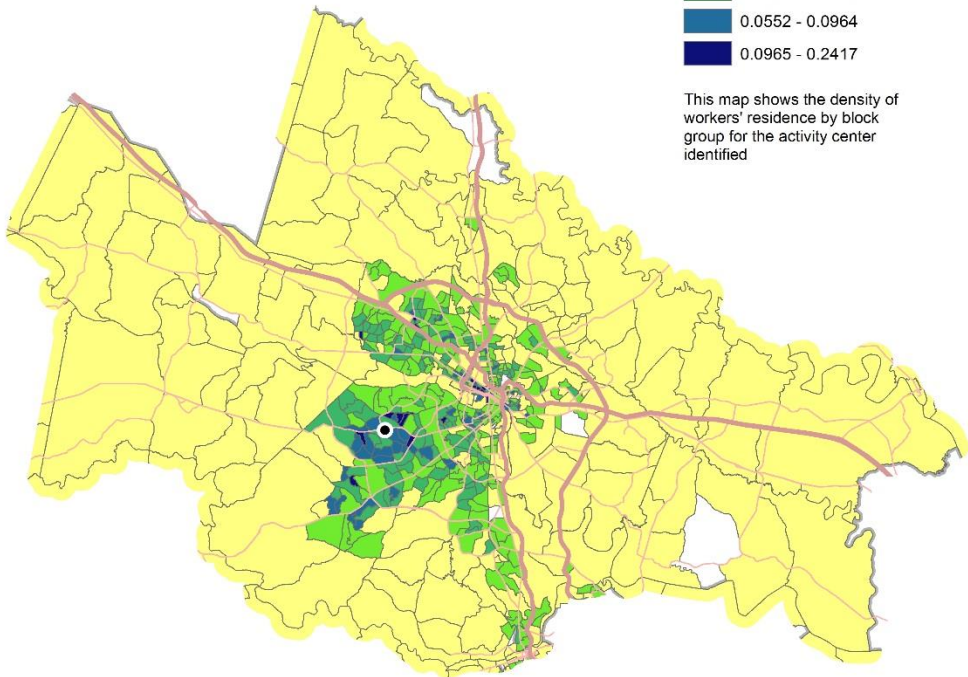 0.0552 - 0.0964
0.0965 - 0.2417
This map shows the density of
workers' residence by block
group for the activity center
identified